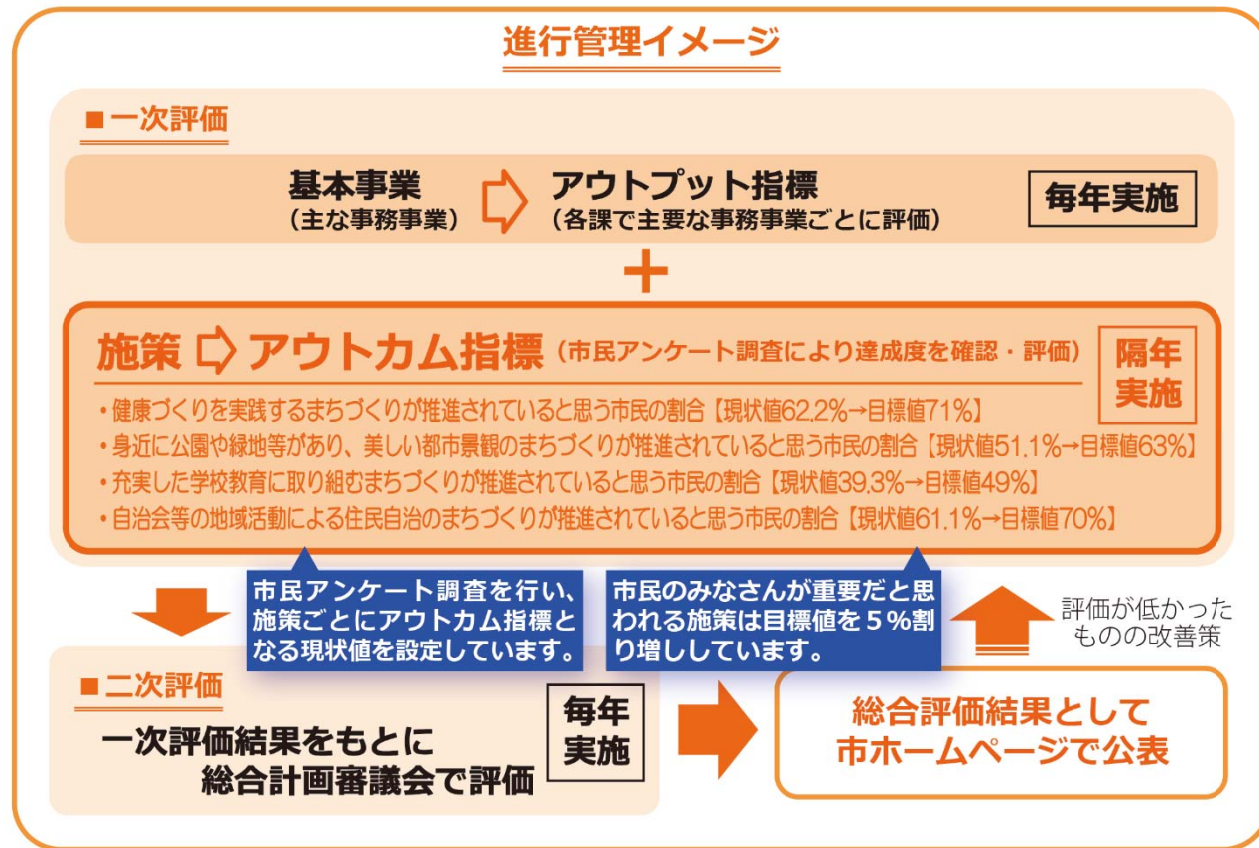 進行管理イメージ
■一次評価
基本事業
(主な事務事業)
アウトプット指標
(各課で主要な事務事業ごとに評価)
毎年実施
+
施策 ⇨ アウトカム指標(市民アンケート調査により達成度を確認・評価)
隔年
実施
・健康づくりを実践するまちづくりが推進されていると思う市民の割合【現状値62.2%→目標値71%】
・身近に公園や緑地等があり、美しい都市景観のまちづくりが推進されていると思う市民の割合【現状値51.1%→目標値63%】
・充実した学校教育に取り組むまちづくりが推進されていると思う市民の割合【現状値39.3%→目標値49%】
・自治会等の地域活動による住民自治のまちづくりが推進されていると思う市民の割合【現状値61.1%→目標値70%】
市民アンケート調査を行い、
施策ごとにアウトカム指標と
なる現状値を設定しています。
市民のみなさんが重要だと思
われる施策は目標値を5%割
り増ししています。
評価が低かった
ものの改善策
■二次評価
一次評価結果をもとに
総合計画審議会で評価
毎年
実施
総合評価結果として
市ホームページで公表